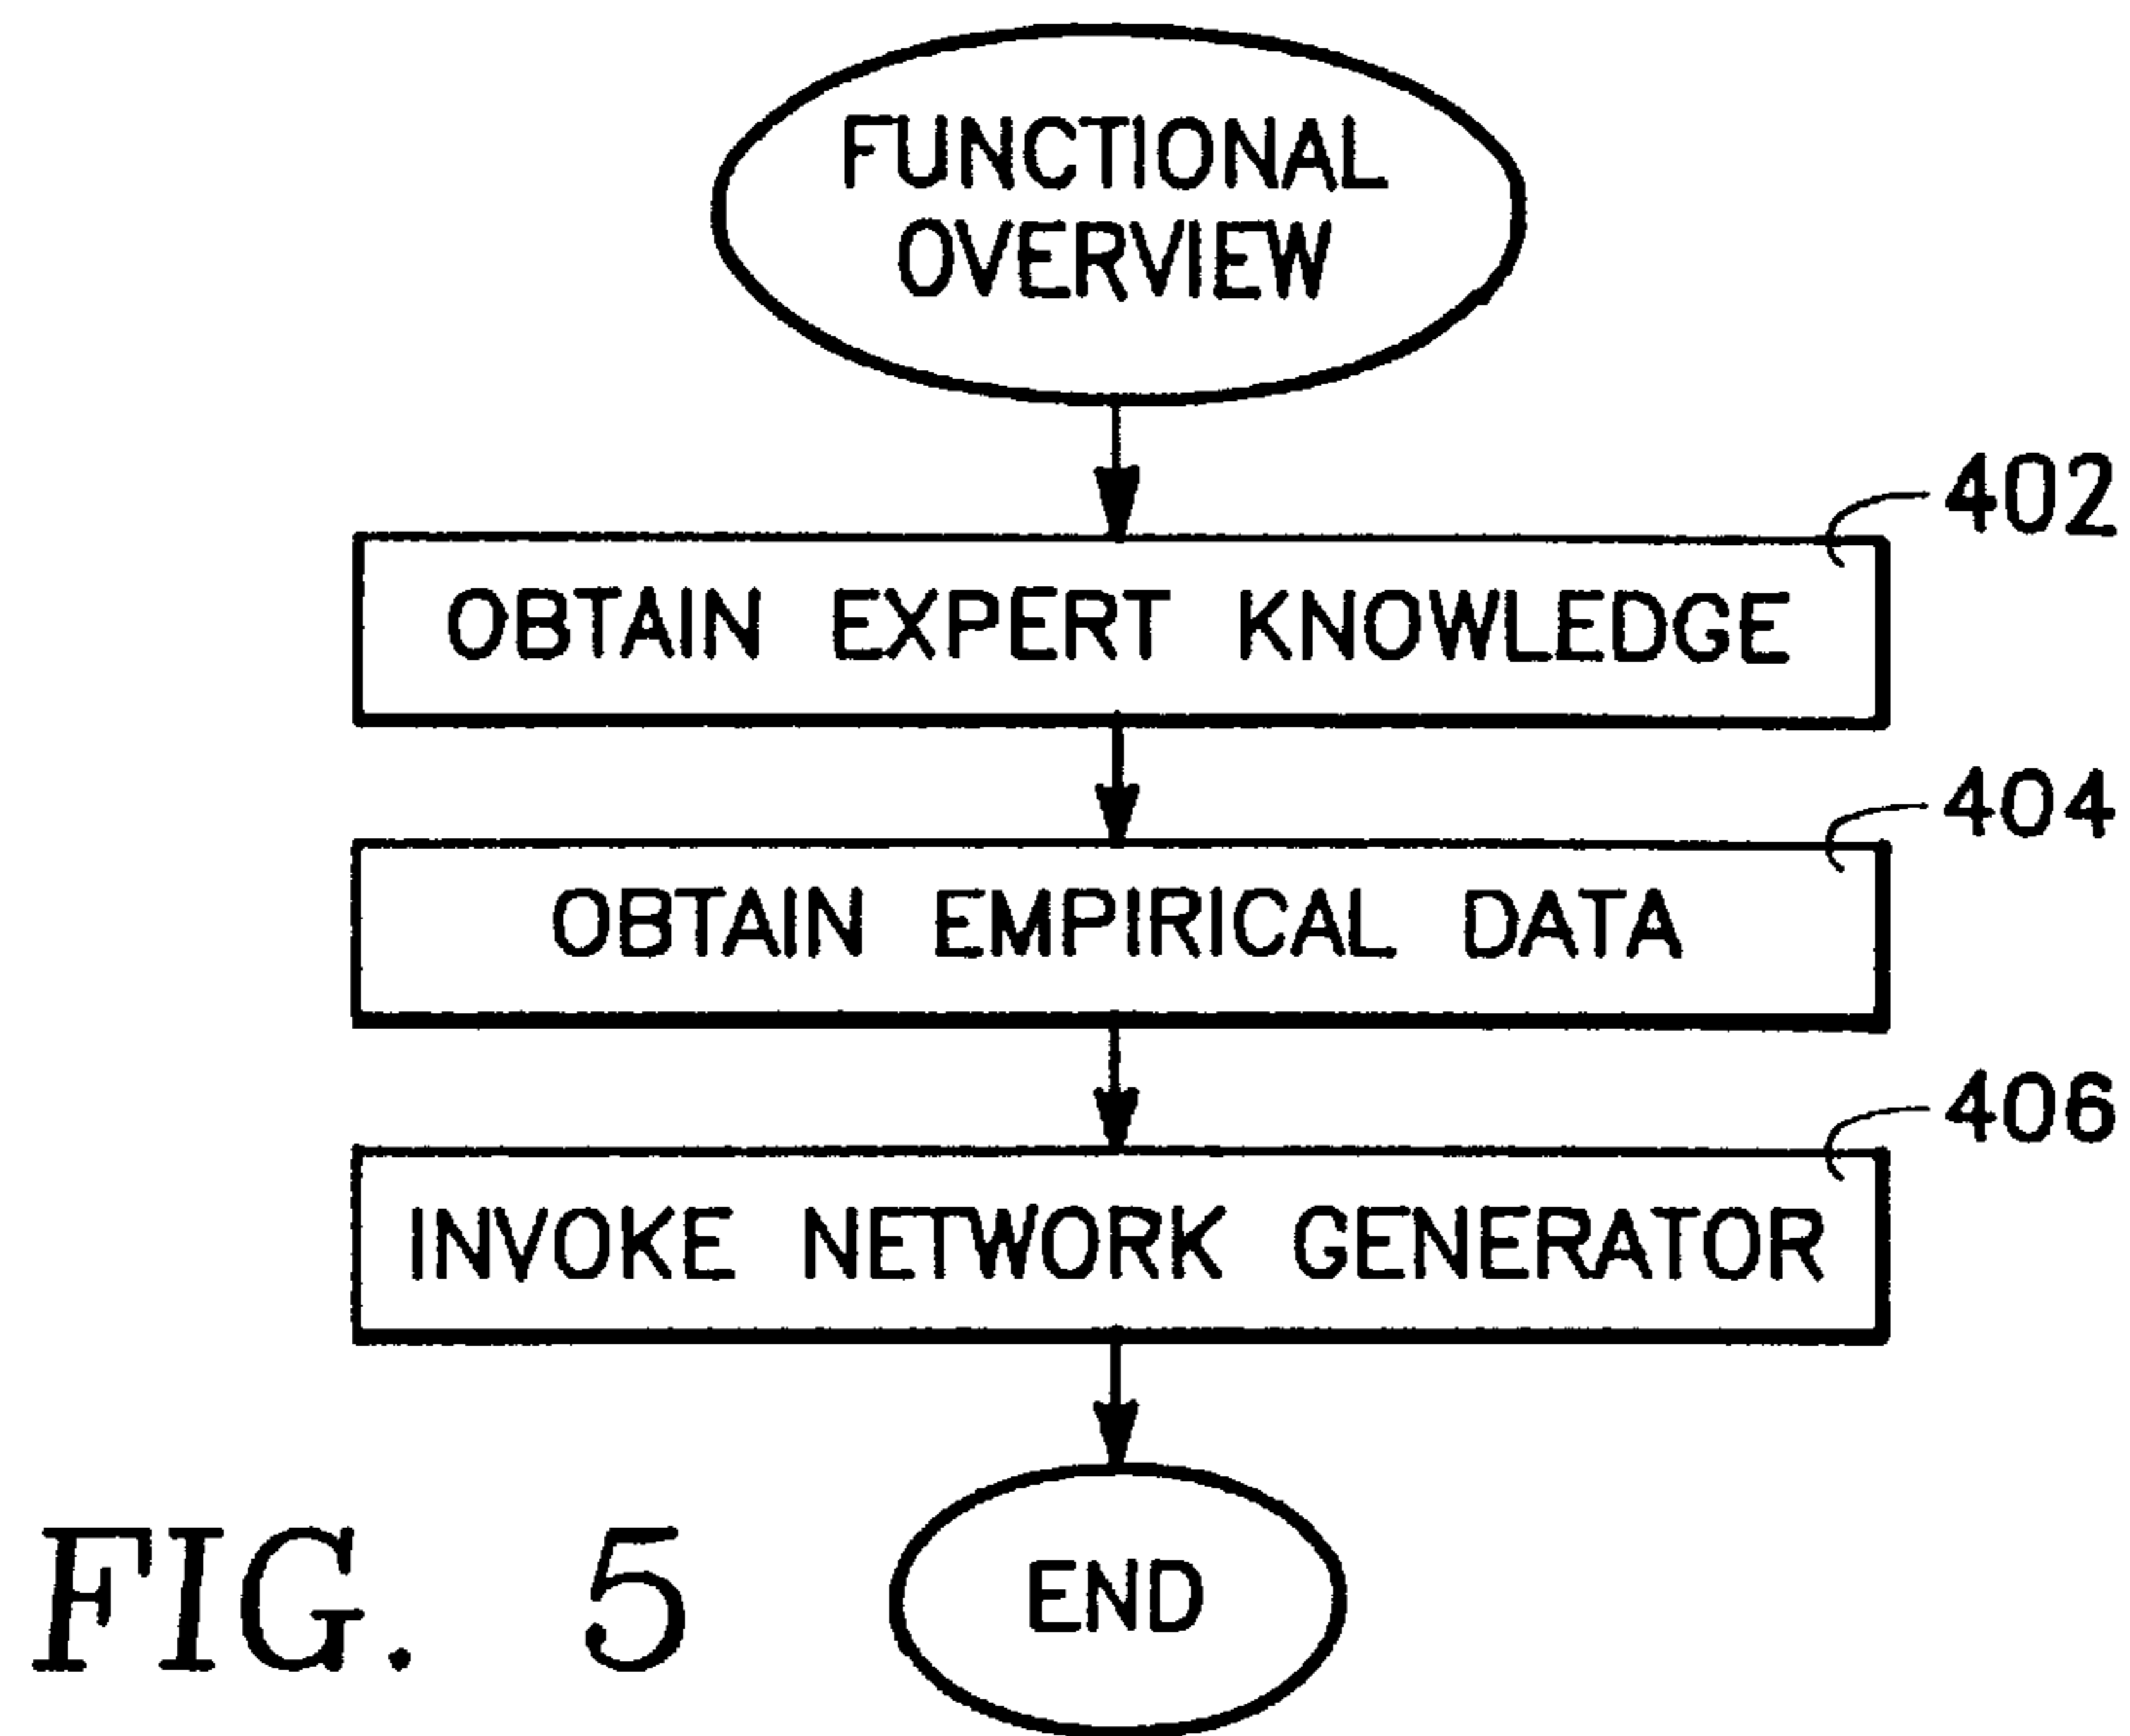 FUNCTIONAL
OVERVIEW
402
OBTAIN EXPERT KNOWLEDGE
404
OBTAIN EMPIRICAL DATA
406
INVOKE NETWORK GENERATOR
END
FIG. 5